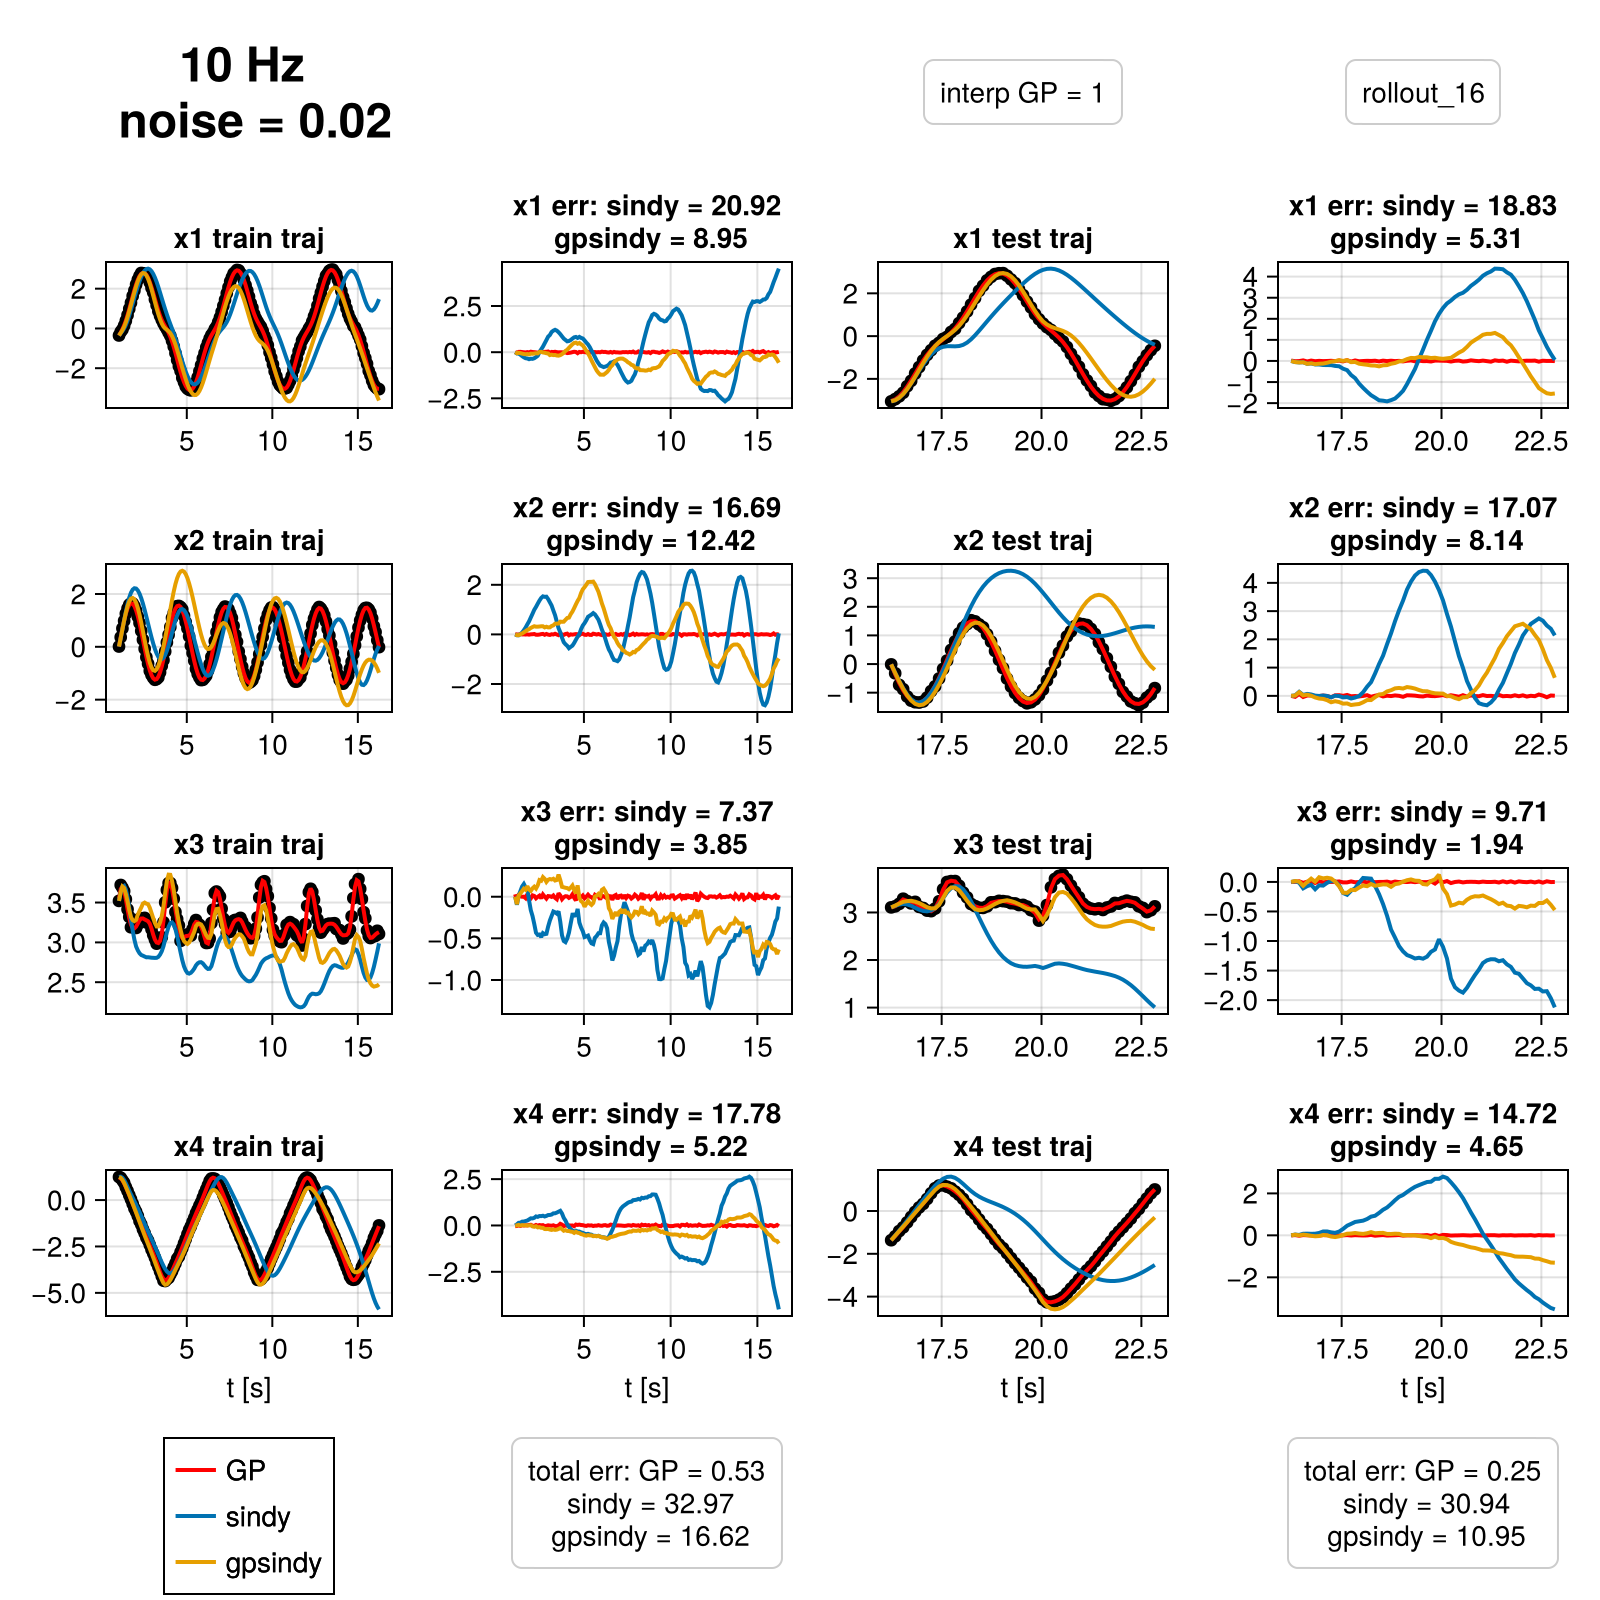 10 Hz
noise = 0.02
interp GP = 1
rollout_16
x1 train traj
2
0
−2
5
10
15
x1 err: sindy = 20.92
gpsindy = 8.95
2.5
0.0
−2.5
5
10
15
x1 test traj
2
0
−2
17.5
20.0
22.5
x1 err: sindy = 18.83
gpsindy = 5.31
4
3
2
1
0
−1
−2
17.5
20.0
22.5
x2 train traj
2
0
−2
5
10
15
x2 err: sindy = 16.69
gpsindy = 12.42
2
0
−2
5
10
15
x2 test traj
3
2
1
0
−1
17.5
20.0
22.5
x2 err: sindy = 17.07
gpsindy = 8.14
4
3
2
1
0
17.5
20.0
22.5
x3 train traj
3.5
3.0
2.5
5
10
15
x3 err: sindy = 7.37
gpsindy = 3.85
0.0
−0.5
−1.0
5
10
15
x3 test traj
3
2
1
17.5
20.0
22.5
x3 err: sindy = 9.71
gpsindy = 1.94
0.0
−0.5
−1.0
−1.5
−2.0
17.5
20.0
22.5
x4 train traj
0.0
−2.5
−5.0
5
10
15
t [s]
x4 err: sindy = 17.78
gpsindy = 5.22
2.5
0.0
−2.5
5
10
15
t [s]
x4 test traj
0
−2
−4
17.5
20.0
22.5
t [s]
x4 err: sindy = 14.72
gpsindy = 4.65
2
0
−2
17.5
20.0
22.5
t [s]
GP
sindy
gpsindy
total err: GP = 0.53
sindy = 32.97
gpsindy = 16.62
total err: GP = 0.25
sindy = 30.94
gpsindy = 10.95